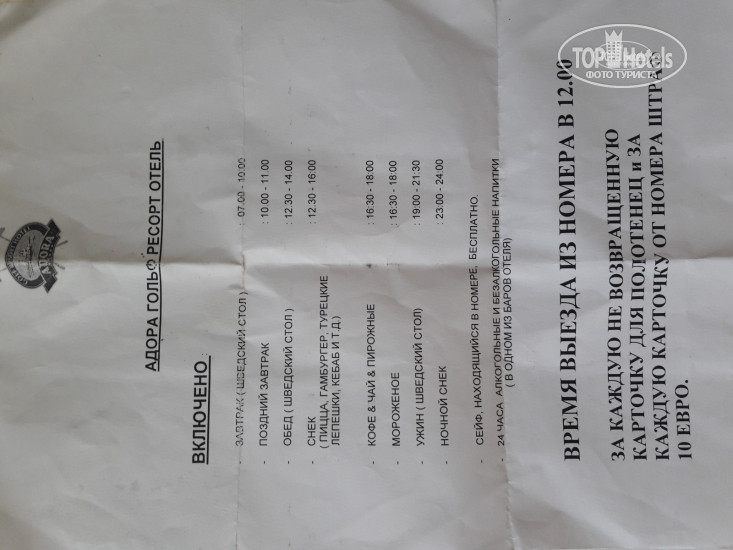 ADORA
АДОРА ГОЛЬФ РЕСОРТ ОТЕЛЬ
ВКЛЮЧЕНО :
- ЗАВТРАК ( ШВЕДСКИЙ СТОЛ ) : 07.00 - 10:00
- ПОЗДНИЙ ЗАВТРАК : 10.00 - 11.00
- ОБЕД ( ШВЕДСКИЙ СТОЛ ) : 12:30 - 14.00
- СНЕК : 12.30 - 16:00
( ПИЦЦА, ГАМБУРГЕР, ТУРЕЦКИЕ
ЛЕПЕШКИ, КЕБАБ И Т.Д.)
- КОФЕ & ЧАЙ & ПИРОЖНЫЕ : 16:30 - 18:00
- МОРОЖЕНОЕ : 16:30 - 18:00
- УЖИН ( ШВЕДСКИЙ СТОЛ) : 19:00 - 21:30
- НОЧНОЙ СНЕК : 23:00 - 24:00
- СЕЙФ, НАХОДЯЩИЙСЯ В НОМЕРЕ, БЕСПЛАТНО.
- 24 ЧАСА АЛКОГОЛЬНЫЕ И БЕЗАЛКОГОЛЬНЫЕ НАПИТКИ
( В ОДНОМ ИЗ БАРОВ ОТЕЛЯ)
ВРЕМЯ ВЫЕЗДА ИЗ НОМЕРА В 12.00
ЗА КАЖДУЮ НЕ ВОЗВРАЩЕННУЮ
КАРТОЧКУ ДЛЯ ПОЛОТЕНЕЦ и ЗА
КАЖДУЮ КАРТОЧКУ ОТ НОМЕРА ШТРАФ
10 ЕВРО.
TOP Hotels
ФОТО ТУРИСТА